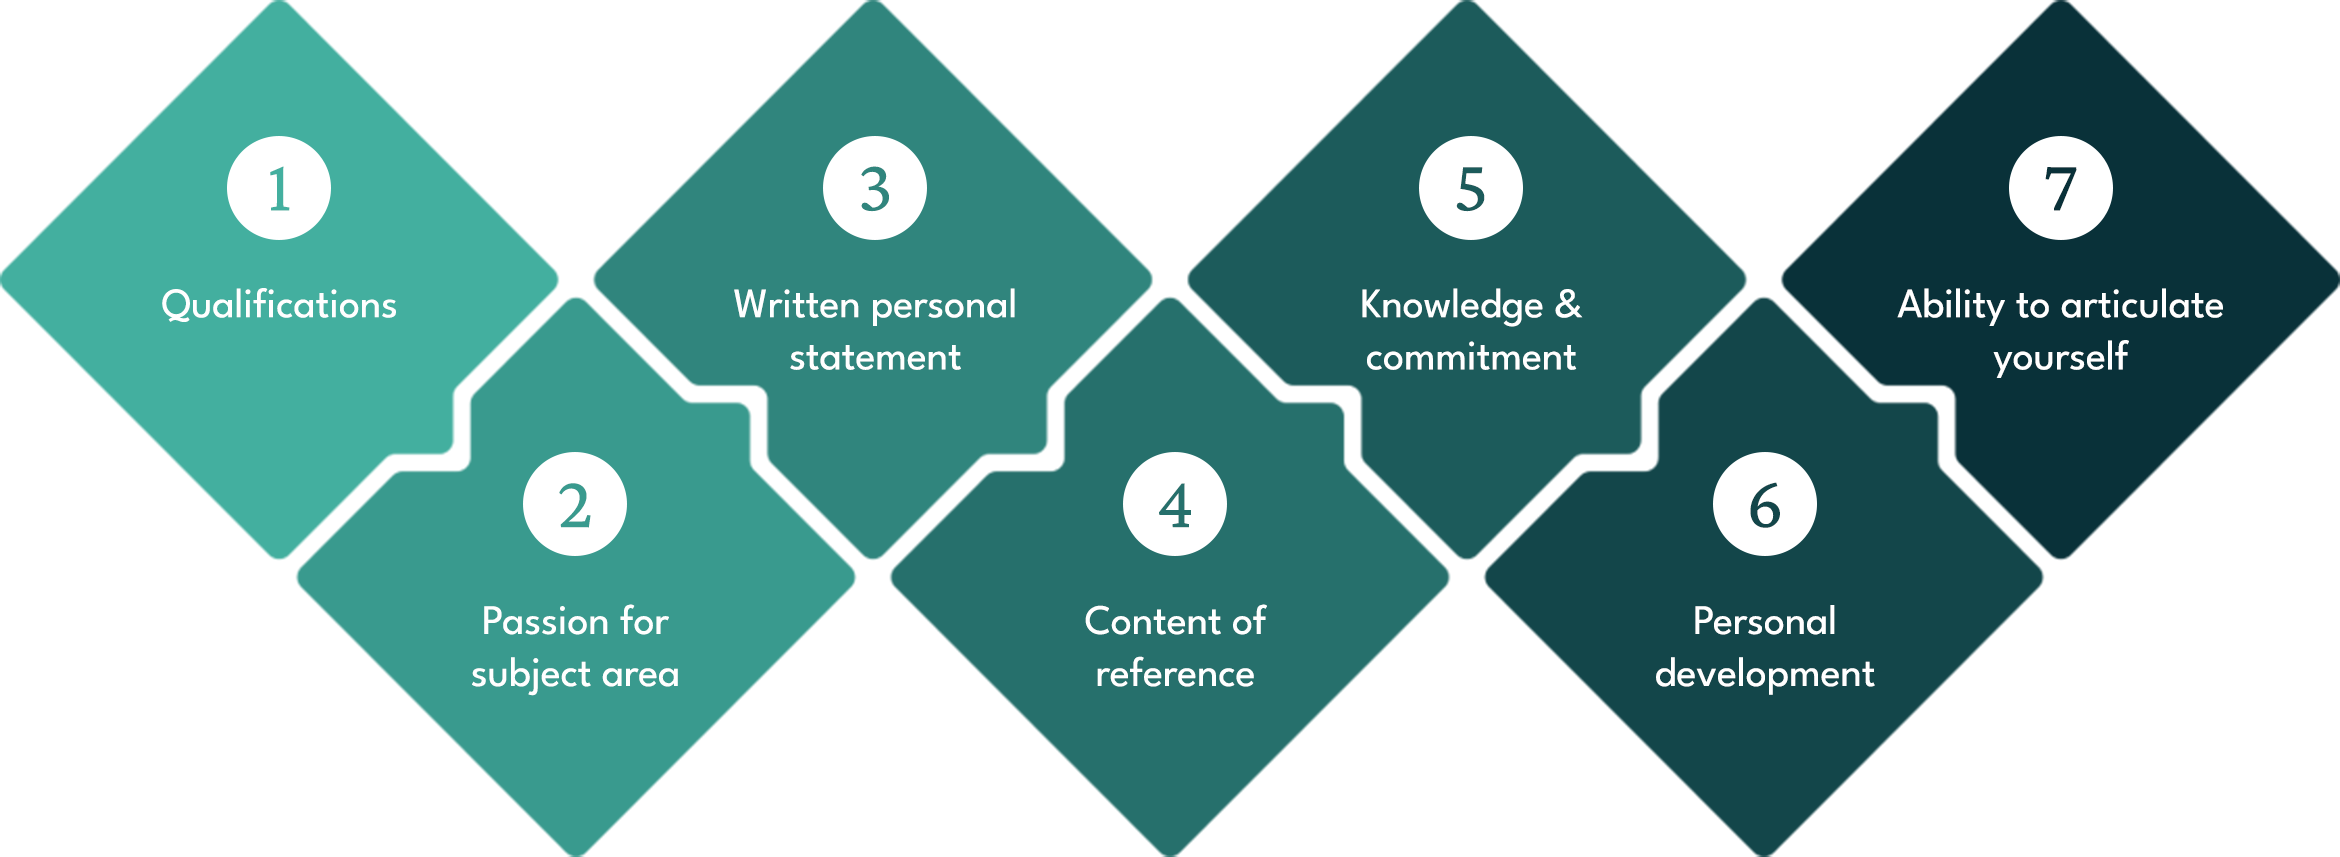 1
Qualifications
2
Passion for
subject area
3
Written personal
statement
4
Content of
reference
5
Knowledge &
commitment
6
Personal
development
7
Ability to articulate
yourself